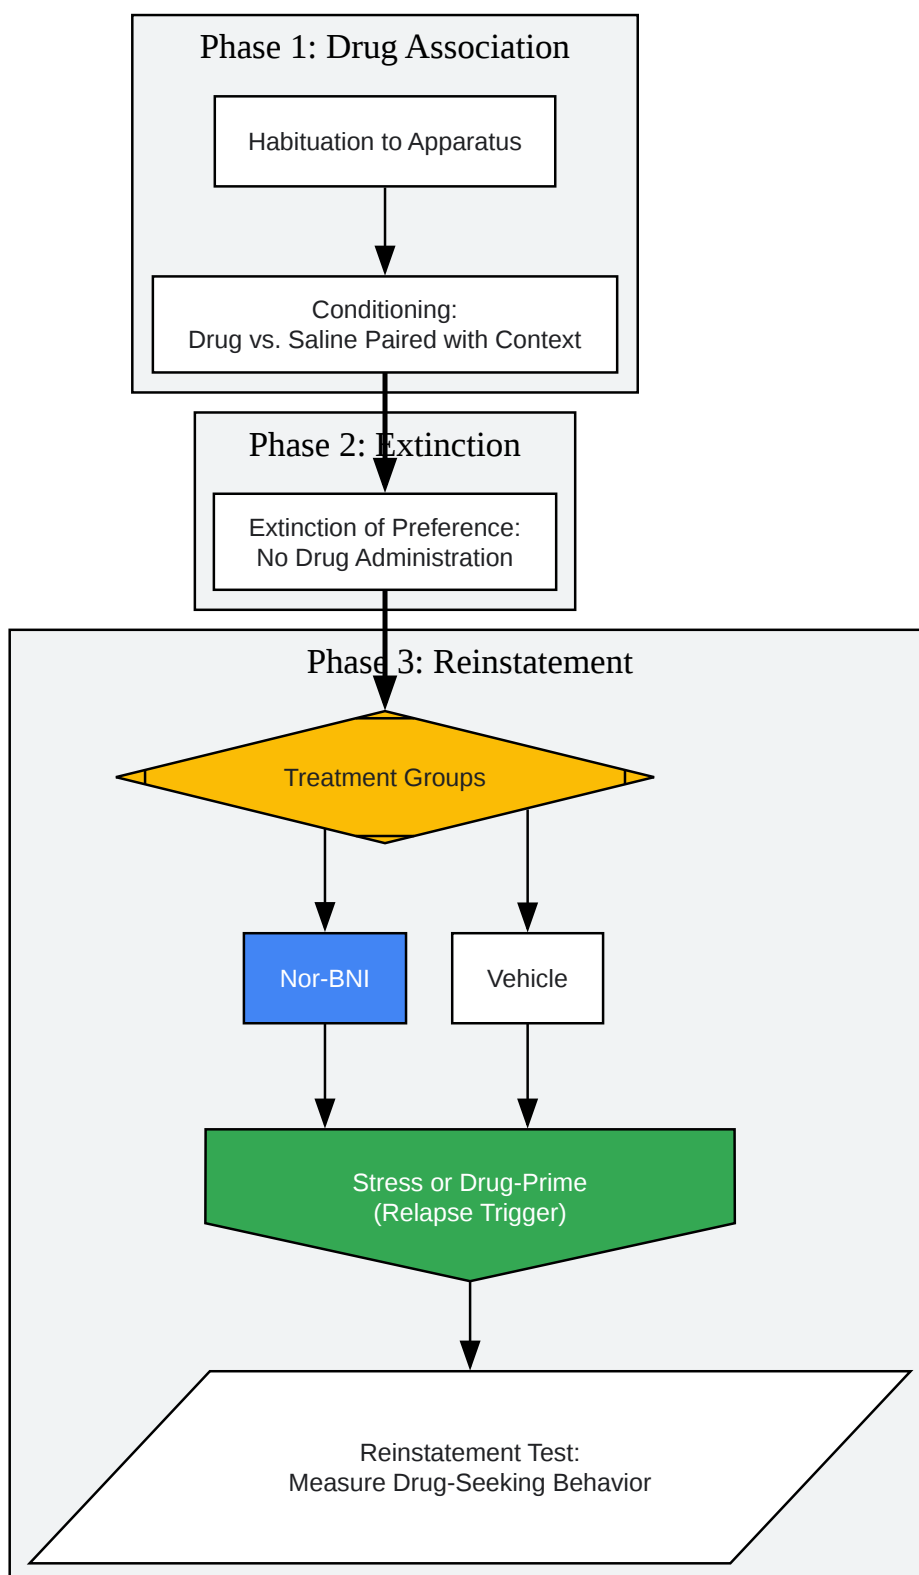 Phase 1: Drug Association
Habituation to Apparatus
Conditioning:
Drug vs. Saline Paired with Context
Phase 2: Extinction
Extinction of Preference:
No Drug Administration
Phase 3: Reinstatement
Treatment Groups
Nor-BNI
Vehicle
Stress or Drug-Prime
(Relapse Trigger)
Reinstatement Test:
Measure Drug-Seeking Behavior